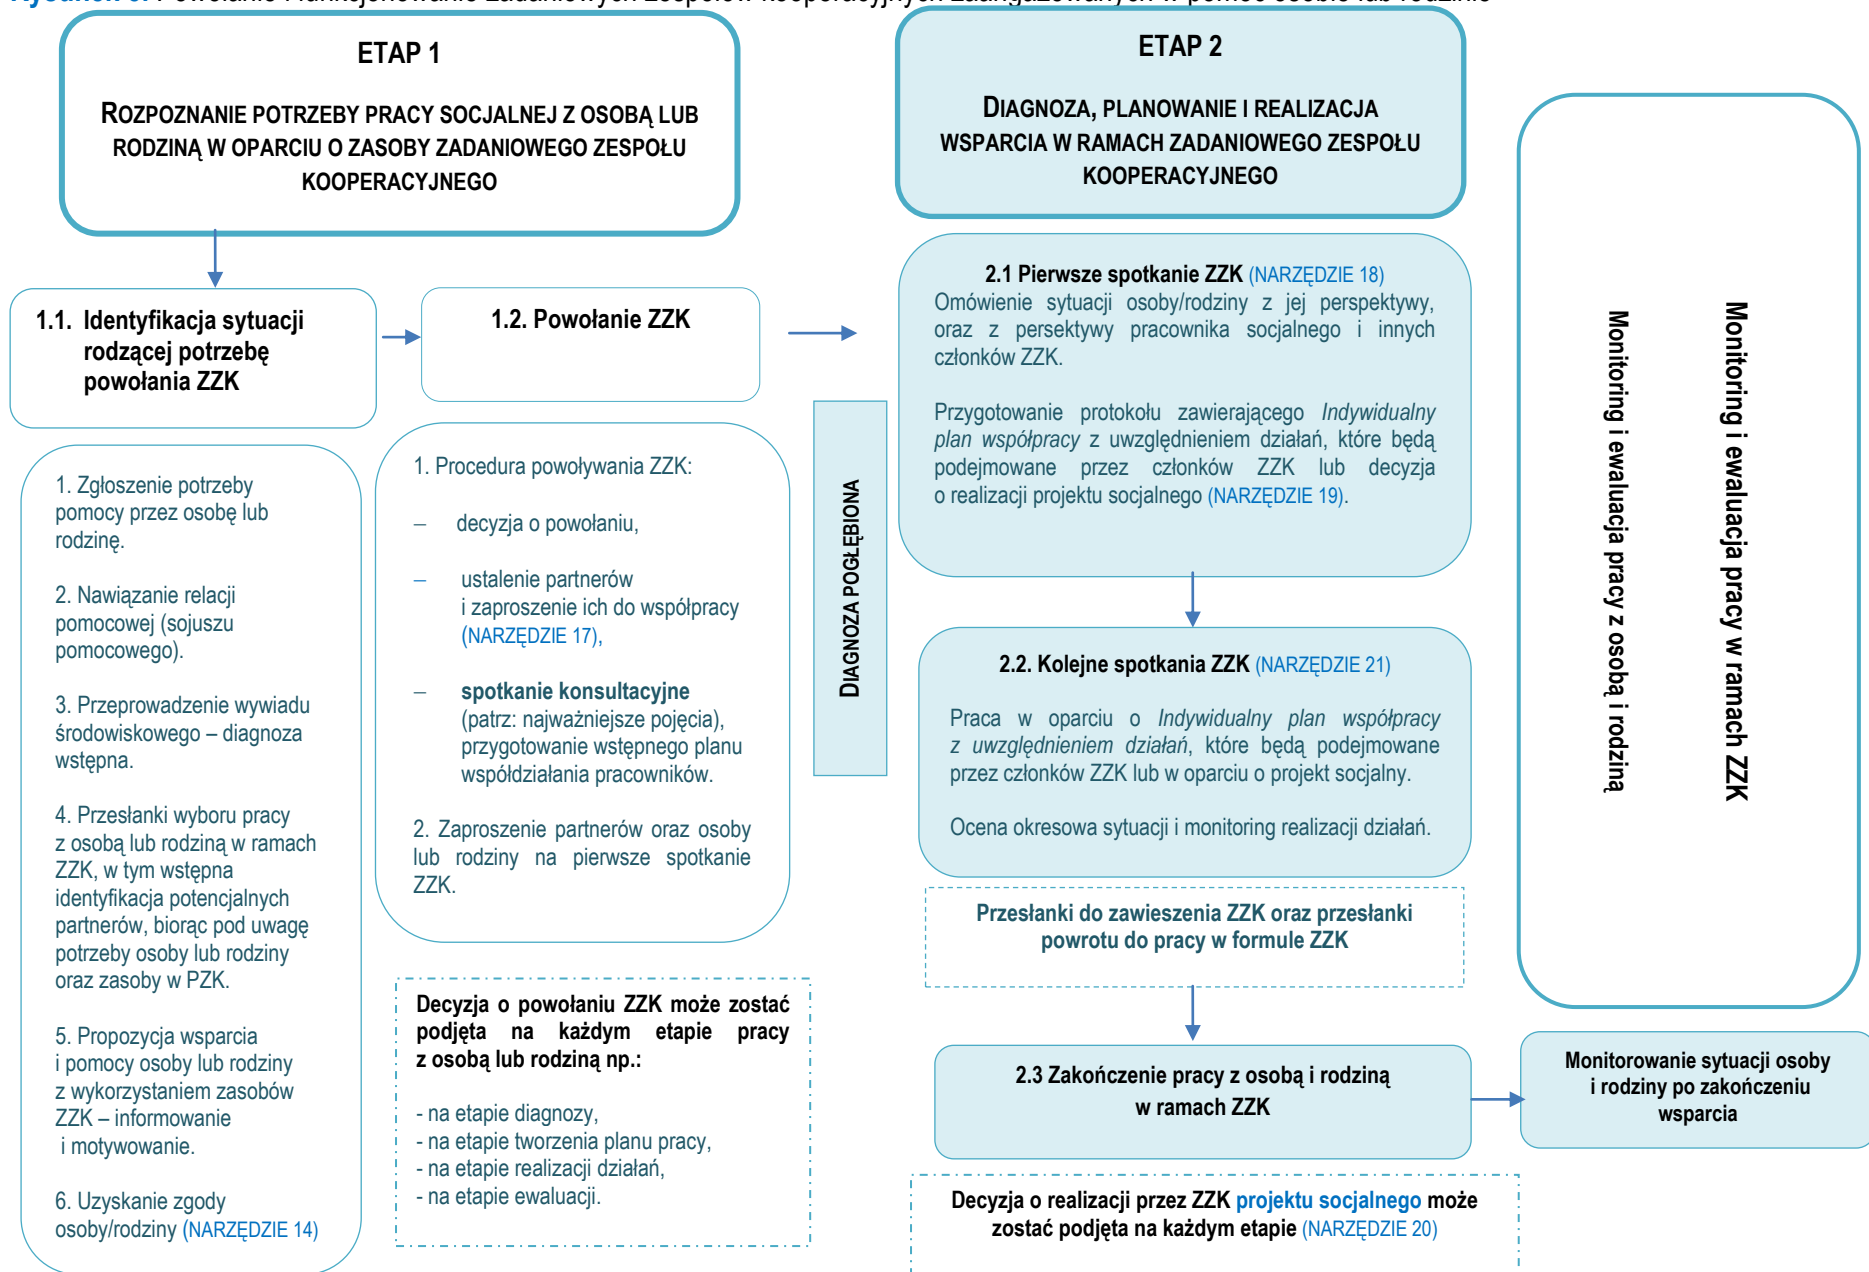 Powołanie i funkcjonowanie zadaniowych zespołów kooperacyjnych zaangażowanych w pomoc osobie lub rodzinie
ETAP 1
ROZPOZNANIE POTRZEBY PRACY SOCJALNEJ Z OSOBĄ LUB
RODZINĄ W OPARCIU O ZASOBY ZADANIOWEGO ZESPOŁU
KOOPERACYJNEGO
1.1. Identyfikacja sytuacji
rodzącej potrzebę
powołania ZZK
1. Zgłoszenie potrzeby
pomocy przez osobę lub
rodzinę.
2. Nawiązanie relacji
pomocowej (sojuszu
pomocowego).
3. Przeprowadzenie wywiadu
środowiskowego – diagnoza
wstępna.
4. Przesłanki wyboru pracy
z osobą lub rodziną w ramach
ZZK, w tym wstępna
identyfikacja potencjalnych
partnerów, biorąc pod uwagę
potrzeby osoby lub rodziny
oraz zasoby w PZK.
5. Propozycja wsparcia
i pomocy osoby lub rodziny
z wykorzystaniem zasobów
ZZK – informowanie
i motywowanie.
6. Uzyskanie zgody
osoby/rodziny (NARZĘDZIE 14)
1.2. Powołanie ZZK
1. Procedura powoływania ZZK:
– decyzja o powołaniu,
– ustalenie partnerów
i zaproszenie ich do współpracy
(NARZĘDZIE 17),
– spotkanie konsultacyjne
(patrz: najważniejsze pojęcia),
przygotowanie wstępnego planu
współdziałania pracowników.
2. Zaproszenie partnerów oraz osoby
lub rodziny na pierwsze spotkanie
ZZK.
Decyzja o powołaniu ZZK może zostać
podjęta na każdym etapie pracy
z osobą lub rodziną np.:
- na etapie diagnozy,
- na etapie tworzenia planu pracy,
- na etapie realizacji działań,
- na etapie ewaluacji.
DIAGNOZA POGŁĘBIONA
ETAP 2
DIAGNOZA, PLANOWANIE I REALIZACJA
WSPARCIA W RAMACH ZADANIOWEGO ZESPOŁU
KOOPERACYJNEGO
2.1 Pierwsze spotkanie ZZK (NARZĘDZIE 18)
Omówienie sytuacji osoby/rodziny z jej perspektywy,
oraz z persektywy pracownika socjalnego i innych
członków ZZK.
Przygotowanie protokołu zawierającego Indywidualny
plan współpracy z uwzględnieniem działań, które będą
podejmowane przez członków ZZK lub decyzja
o realizacji projektu socjalnego (NARZĘDZIE 19).
2.2. Kolejne spotkania ZZK (NARZĘDZIE 21)
Praca w oparciu o Indywidualny plan współpracy
z uwzględnieniem działań, które będą podejmowane
przez członków ZZK lub w oparciu o projekt socjalny.
Ocena okresowa sytuacji i monitoring realizacji działań.
Przesłanki do zawieszenia ZZK oraz przesłanki
powrotu do pracy w formule ZZK
2.3 Zakończenie pracy z osobą i rodziną
w ramach ZZK
Decyzja o realizacji przez ZZK projektu socjalnego może
zostać podjęta na każdym etapie (NARZĘDZIE 20)
Monitoring i ewaluacja pracy w ramach ZZK
Monitoring i ewaluacja pracy z osobą i rodziną
Monitorowanie sytuacji osoby
i rodziny po zakończeniu
wsparcia